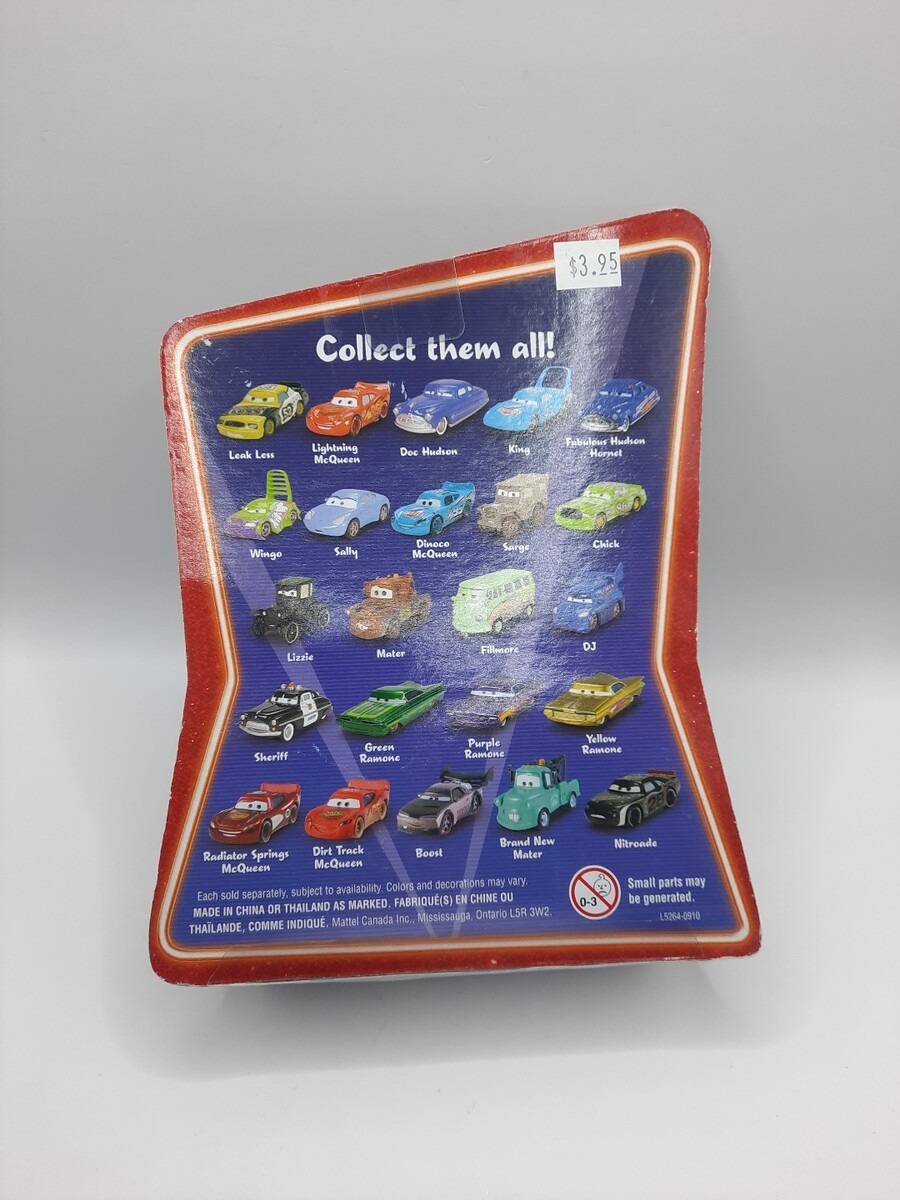 $3.95
Collect them all!
Leak Less
Lightning
McQueen
Doc Hudson
King
Fabulous Hudson
Hornet
Wingo
Sally
Dinoco
McQueen
Sarge
Chick
Lizzie
Mater
Fillmore
DJ
Sheriff
Green
Ramone
Purple
Ramone
Yellow
Ramone
Radiator Springs
McQueen
Dirt Track
McQueen
Boost
Brand New
Mater
Nitroade
Each sold separately, subject to availability. Colors and decorations may vary.
MADE IN CHINA OR THAILAND AS MARKED. FABRIQUÉ(S) EN CHINE OU
THAÏLANDE, COMME INDIQUÉ. Mattel Canada Inc., Mississauga, Ontario L5R 3W2.
0-3
Small parts may
be generated.
L5264-0910